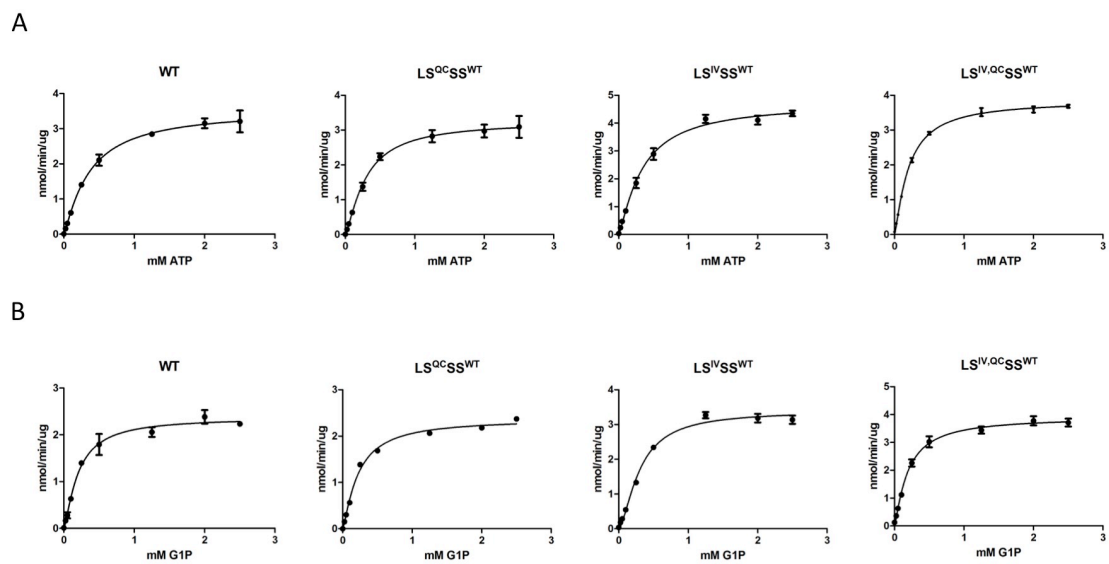 A
WT
LS^QC SS^WT
LS^IV SS^WT
LS^IV,QC SS^WT
nmol/min/ug
4
3
2
1
0
0 1 2 3
mM ATP
nmol/min/ug
4
3
2
1
0
0 1 2 3
mM ATP
nmol/min/ug
5
4
3
2
1
0
0 1 2 3
mM ATP
nmol/min/ug
4
3
2
1
0
0 1 2 3
mM ATP
B
WT
LS^QC SS^WT
LS^IV SS^WT
LS^IV,QC SS^WT
nmol/min/ug
3
2
1
0
0 1 2 3
mM G1P
nmol/min/ug
3
2
1
0
0 1 2 3
mM G1P
nmol/min/ug
4
3
2
1
0
0 1 2 3
mM G1P
nmol/min/ug
5
4
3
2
1
0
0 1 2 3
mM G1P